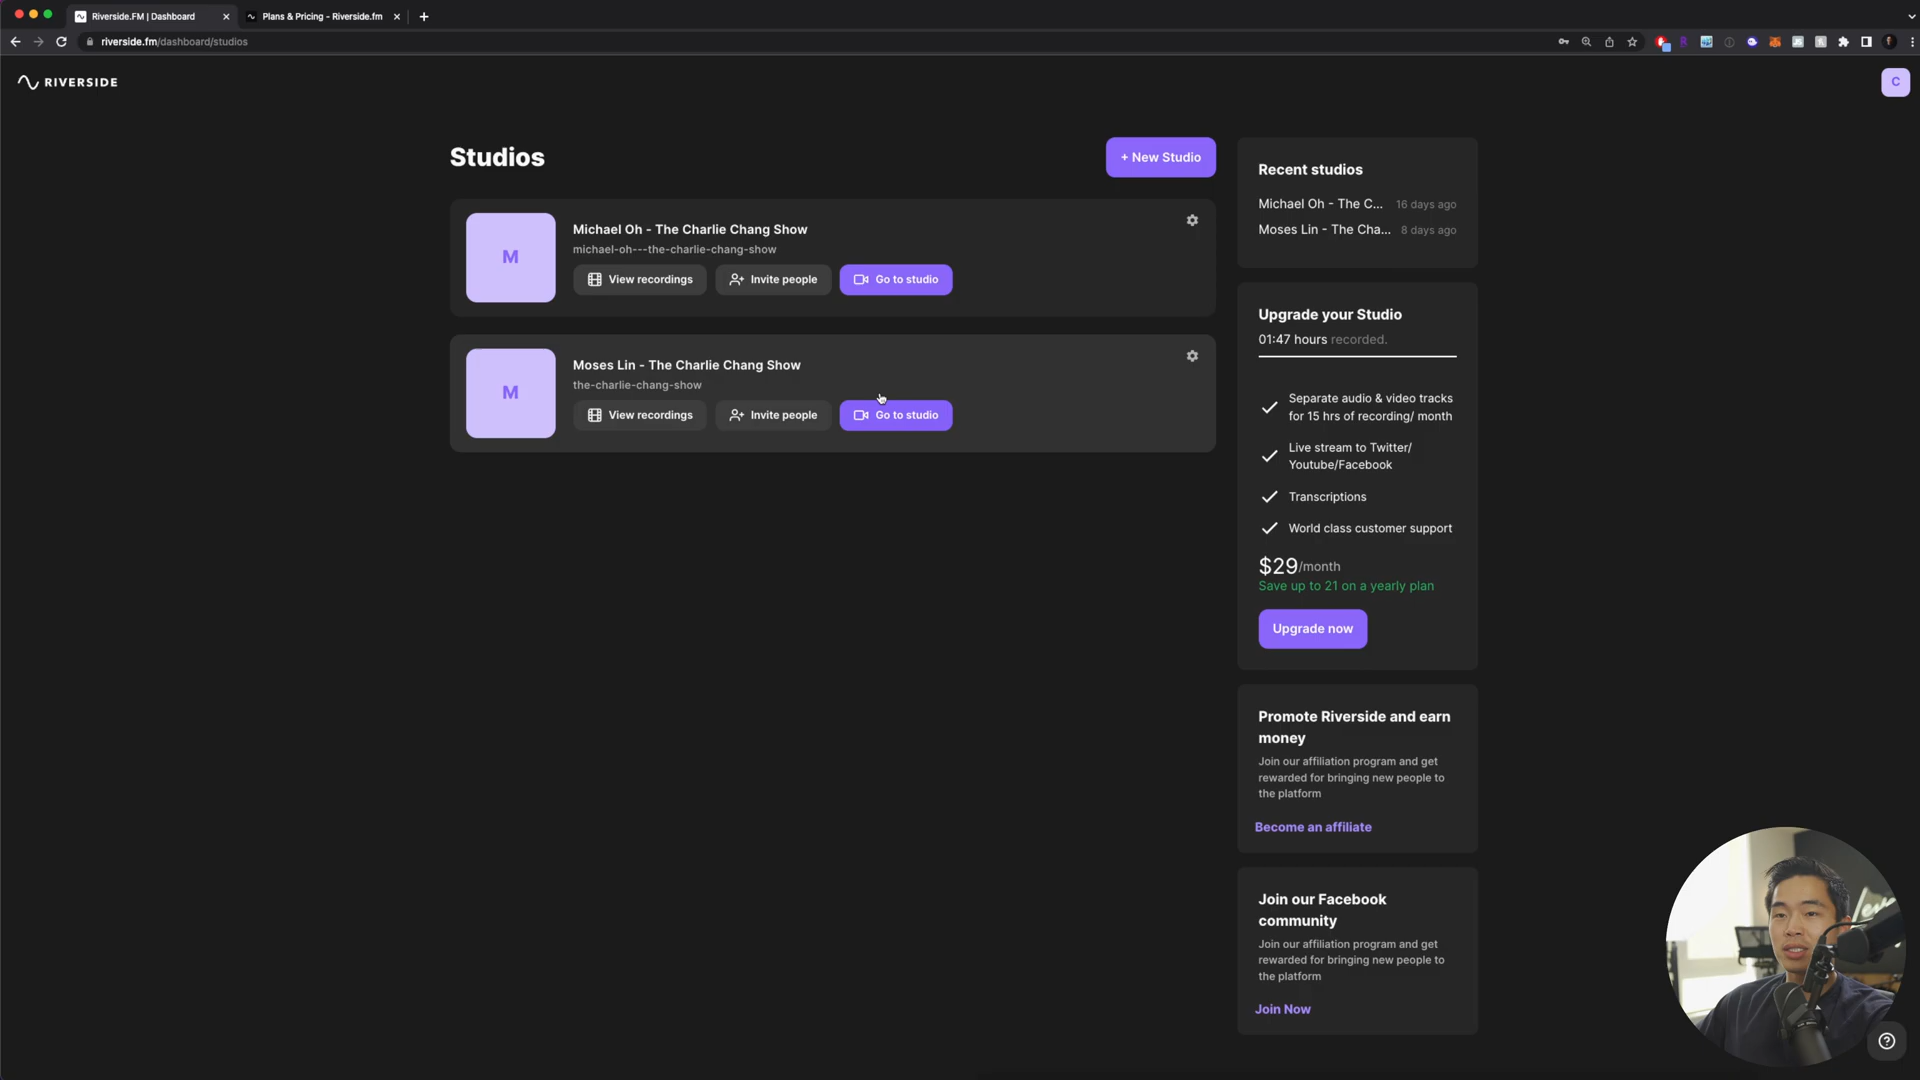 Riverside.FM | Dashboard
Plans & Pricing - Riverside.fm
riverside.fm/dashboard/studios
RIVERSIDE
C
Studios
+ New Studio
M
Michael Oh - The Charlie Chang Show
michael-oh---the-charlie-chang-show
View recordings
Invite people
Go to studio
M
Moses Lin - The Charlie Chang Show
the-charlie-chang-show
View recordings
Invite people
Go to studio
Recent studios
Michael Oh - The C... 16 days ago
Moses Lin - The Cha... 8 days ago
Upgrade your Studio
01:47 hours recorded.
Separate audio & video tracks
for 15 hrs of recording/ month
Live stream to Twitter/
Youtube/Facebook
Transcriptions
World class customer support
$29/month
Save up to 21 on a yearly plan
Upgrade now
Promote Riverside and earn
money
Join our affiliation program and get
rewarded for bringing new people to
the platform
Become an affiliate
Join our Facebook
community
Join our affiliation program and get
rewarded for bringing new people to
the platform
Join Now